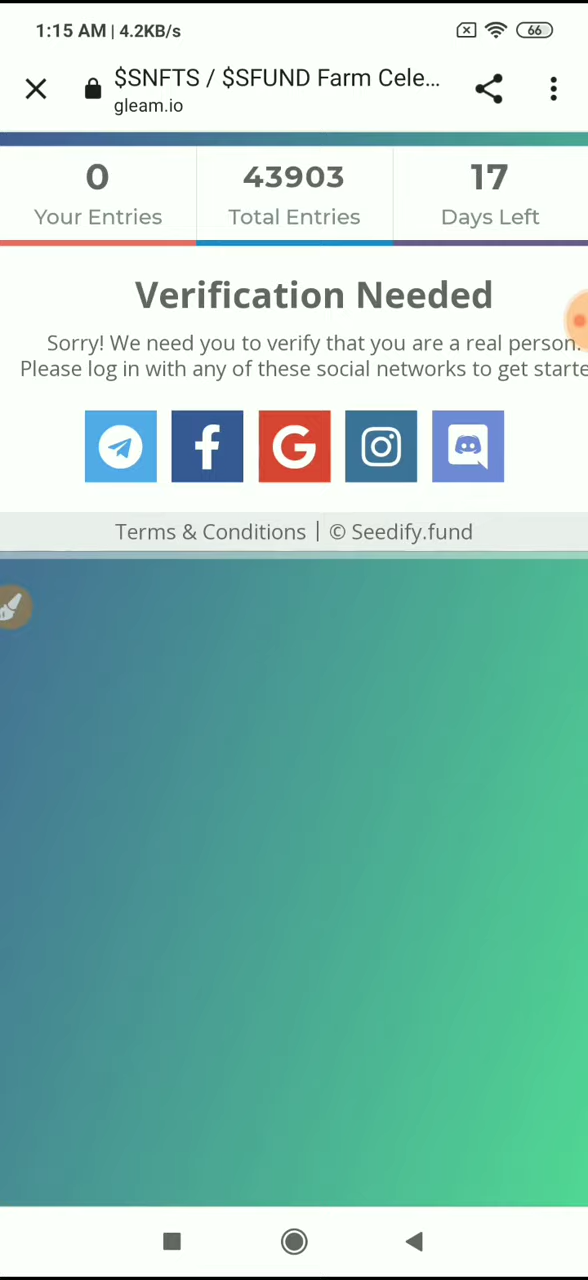 1:15 AM | 4.2KB/s
66
$SNFTS / $SFUND Farm Cele...
gleam.io
0
43903
17
Your Entries
Total Entries
Days Left
Verification Needed
Sorry! We need you to verify that you are a real person.
Please log in with any of these social networks to get starte
Terms & Conditions | © Seedify.fund